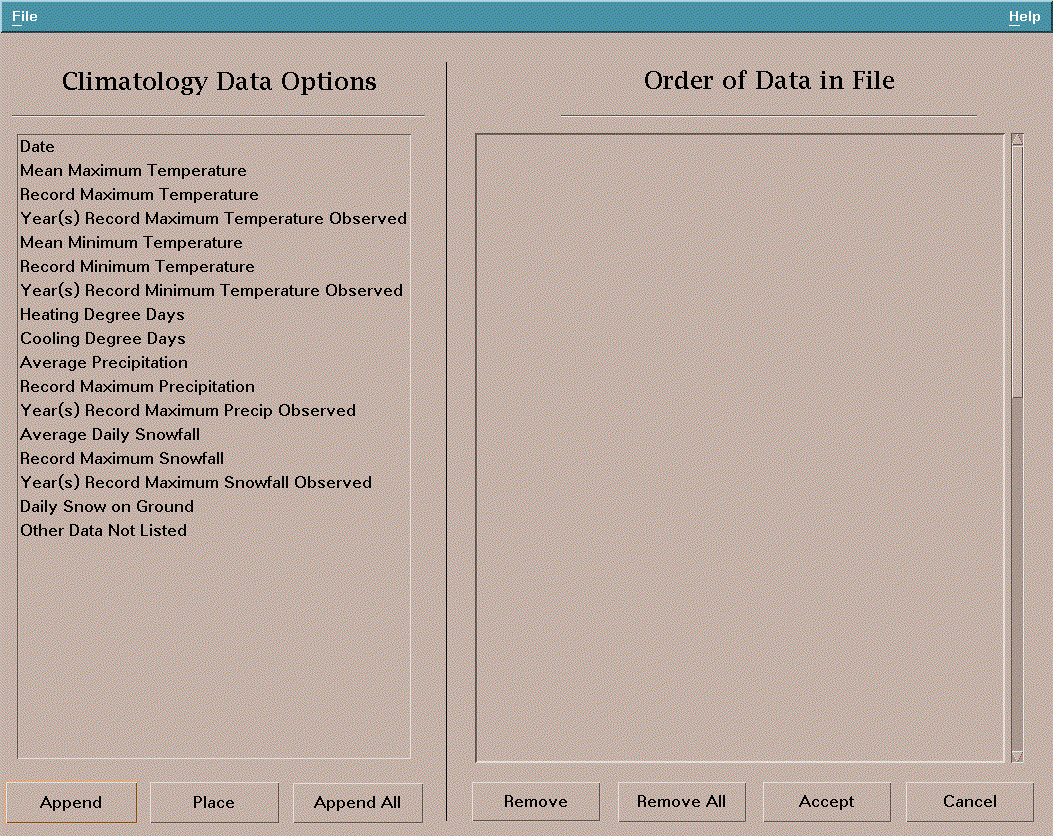 File Help
Climatology Data Options
Order of Data in File
Date
Mean Maximum Temperature
Record Maximum Temperature
Year(s) Record Maximum Temperature Observed
Mean Minimum Temperature
Record Minimum Temperature
Year(s) Record Minimum Temperature Observed
Heating Degree Days
Cooling Degree Days
Average Precipitation
Record Maximum Precipitation
Year(s) Record Maximum Precip Observed
Average Daily Snowfall
Record Maximum Snowfall
Year(s) Record Maximum Snowfall Observed
Daily Snow on Ground
Other Data Not Listed
Append Place Append All Remove Remove All Accept Cancel